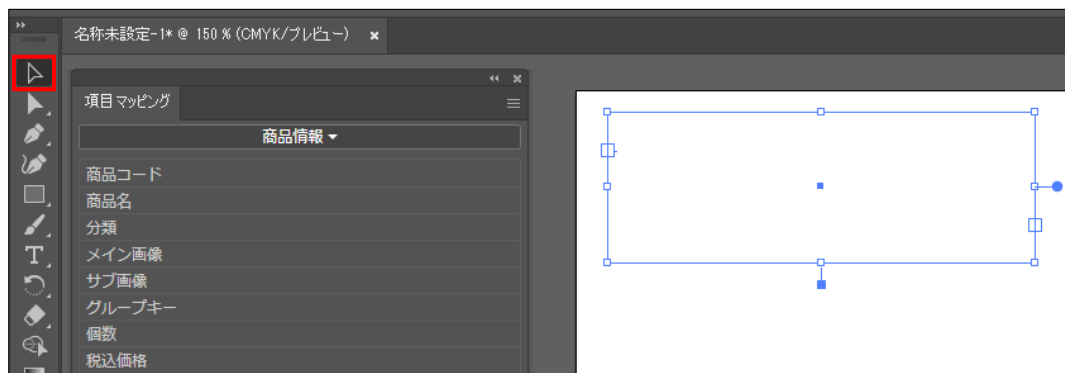 名称未設定-1* @ 150 % (CMYK/プレビュー)
項目マッピング
商品情報
商品コード
商品名
分類
メイン画像
サブ画像
グループキー
個数
税込価格